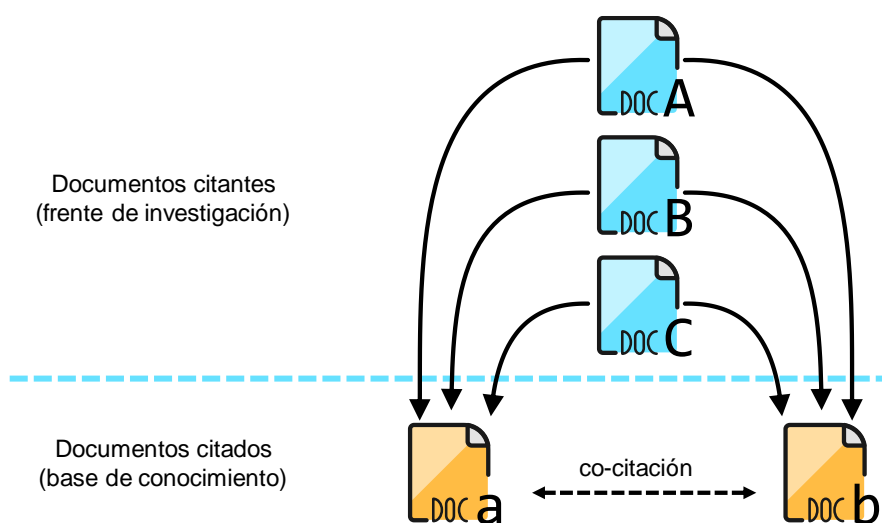 DOC A
Documentos citantes
(frente de investigación)
DOC B
DOC C
Documentos citados
(base de conocimiento)
co-citación
DOC a
DOC b